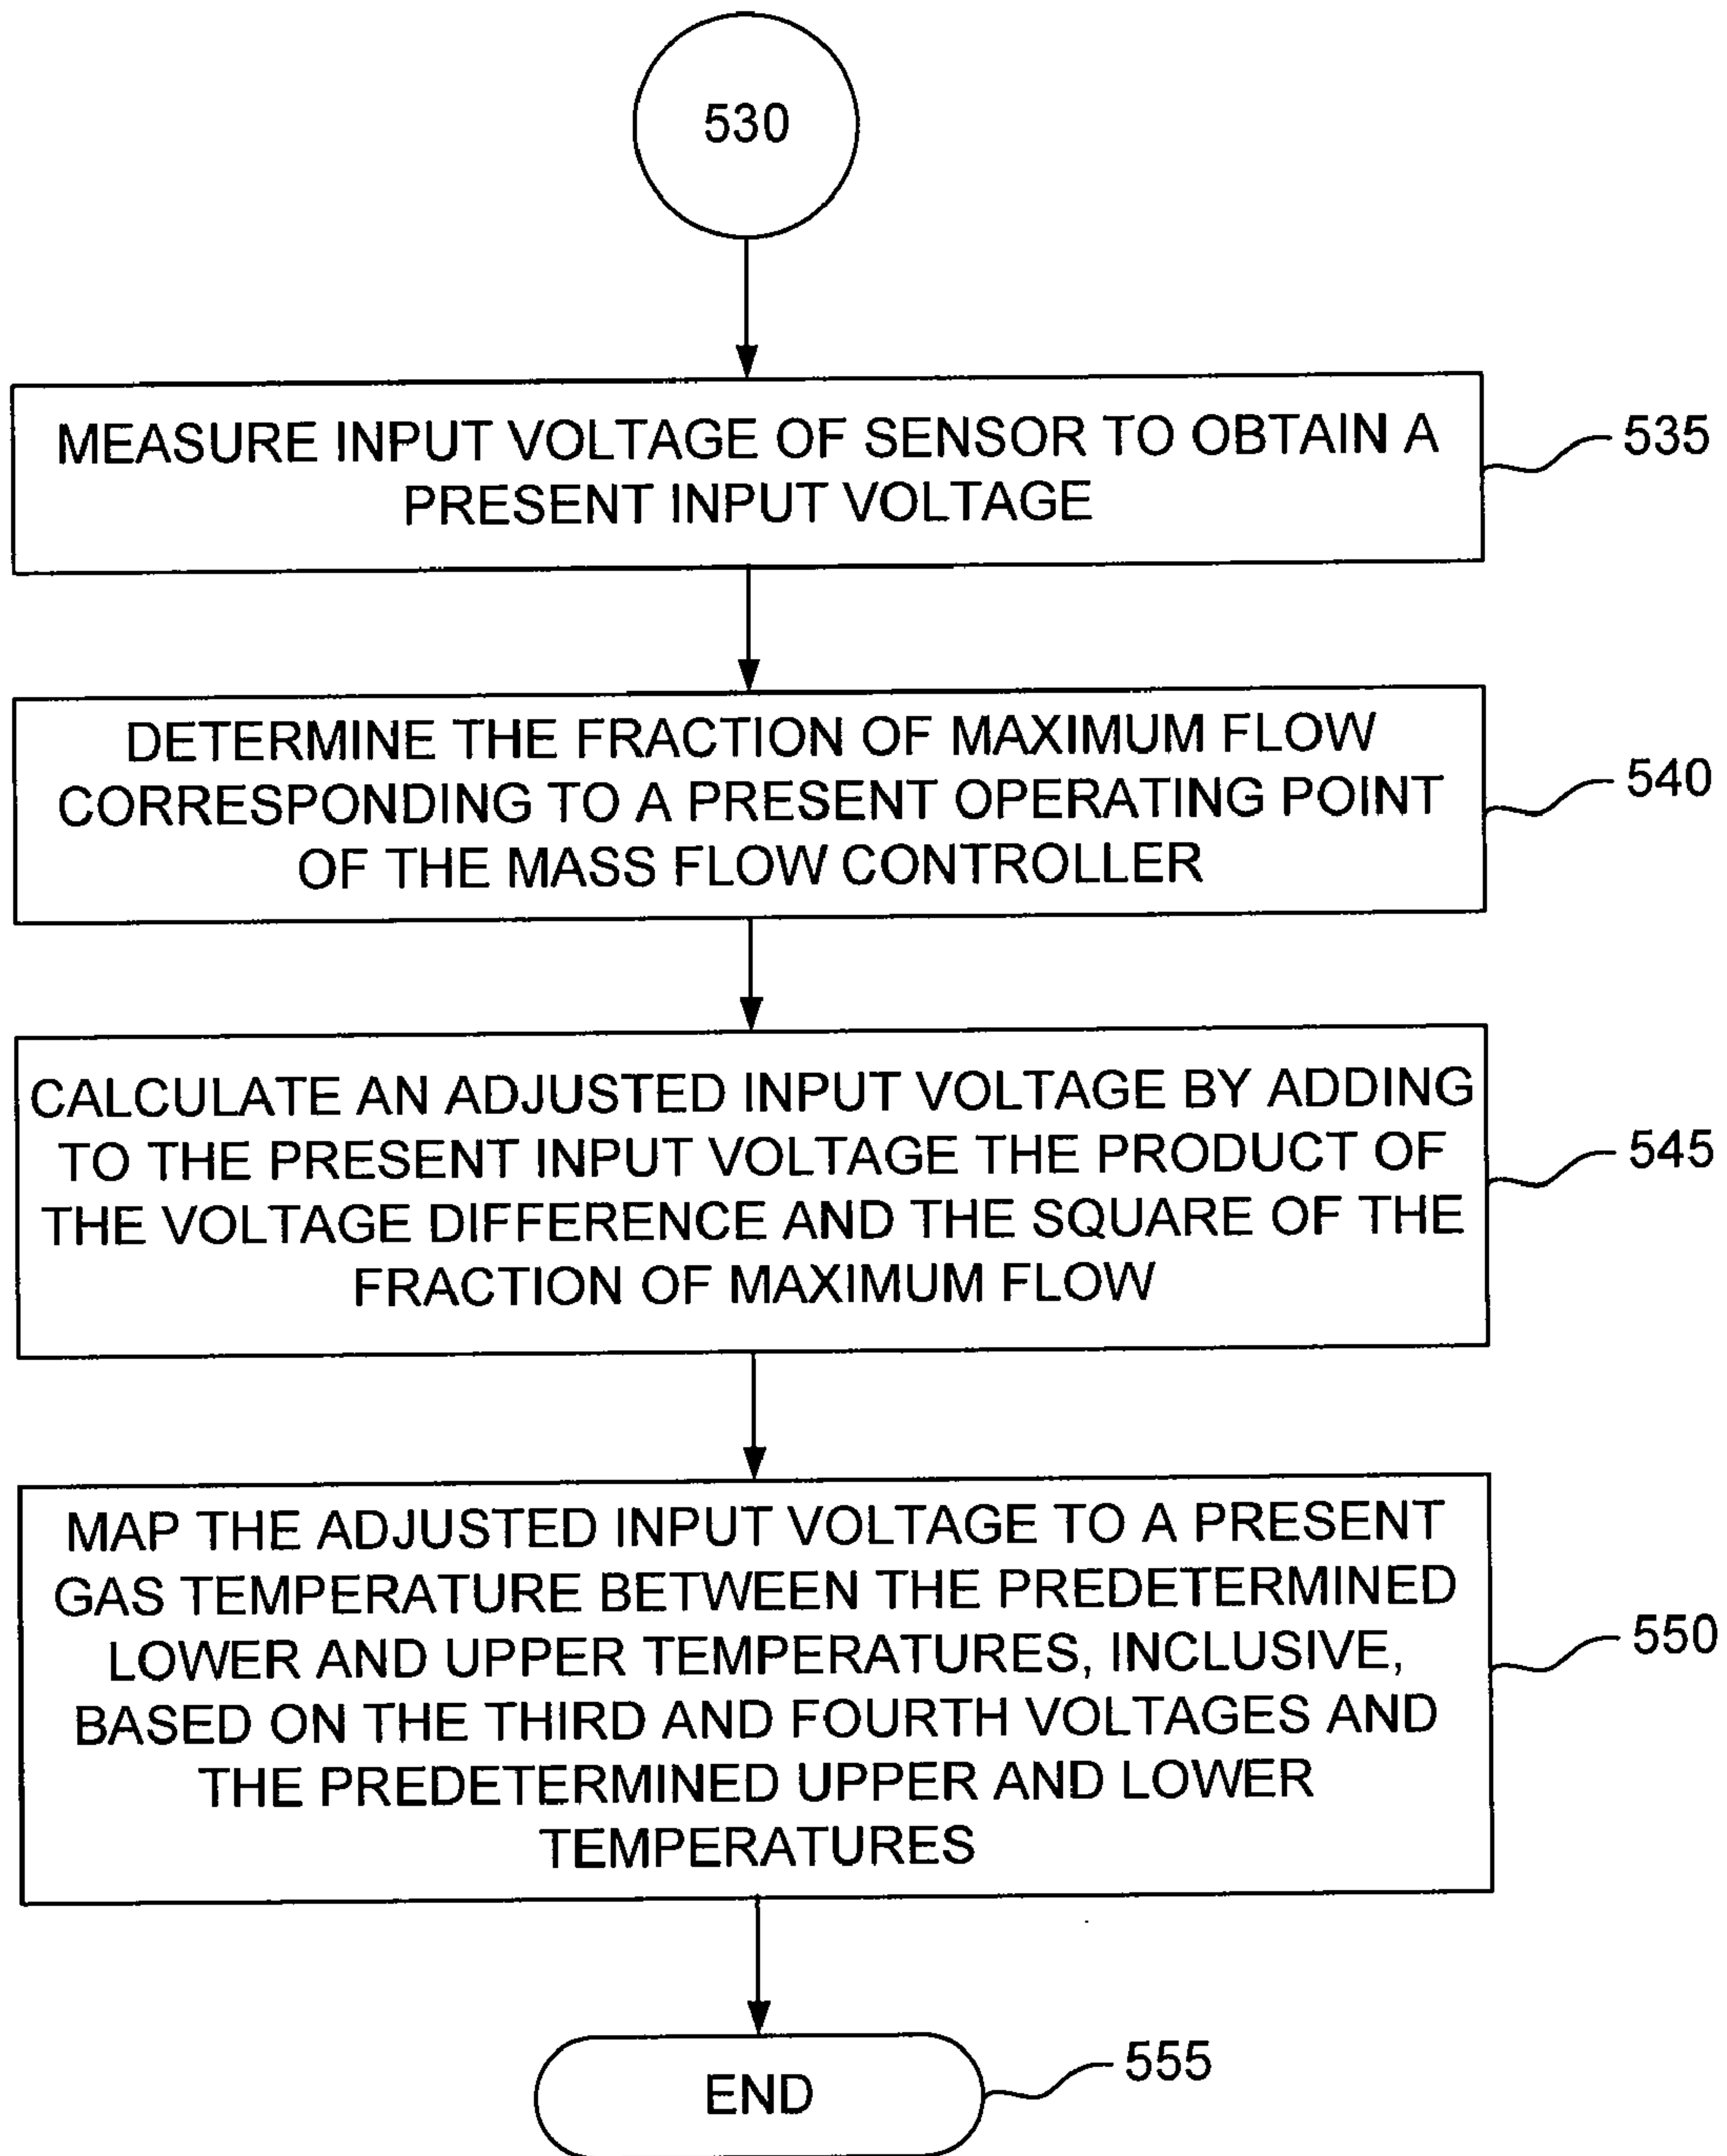 530
MEASURE INPUT VOLTAGE OF SENSOR TO OBTAIN A
PRESENT INPUT VOLTAGE
535
DETERMINE THE FRACTION OF MAXIMUM FLOW
CORRESPONDING TO A PRESENT OPERATING POINT
OF THE MASS FLOW CONTROLLER
540
CALCULATE AN ADJUSTED INPUT VOLTAGE BY ADDING
TO THE PRESENT INPUT VOLTAGE THE PRODUCT OF
THE VOLTAGE DIFFERENCE AND THE SQUARE OF THE
FRACTION OF MAXIMUM FLOW
545
MAP THE ADJUSTED INPUT VOLTAGE TO A PRESENT
GAS TEMPERATURE BETWEEN THE PREDETERMINED
LOWER AND UPPER TEMPERATURES, INCLUSIVE,
BASED ON THE THIRD AND FOURTH VOLTAGES AND
THE PREDETERMINED UPPER AND LOWER
TEMPERATURES
550
END
555